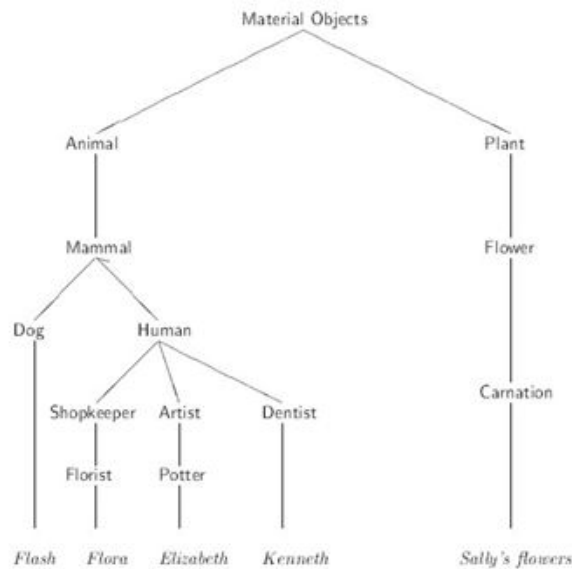 Material Objects
Animal Plant
Mammal Flower
Dog Human
Carnation
Shopkeeper Artist Dentist
Florist Potter
Flash Flora Elizabeth Kenneth Sally's flowers